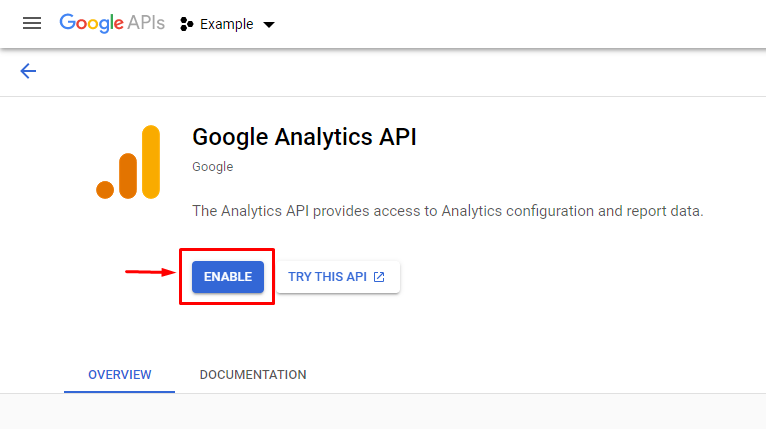 Google APIs Example
Google Analytics API
Google
The Analytics API provides access to Analytics configuration and report data.
ENABLE TRY THIS API
OVERVIEW DOCUMENTATION